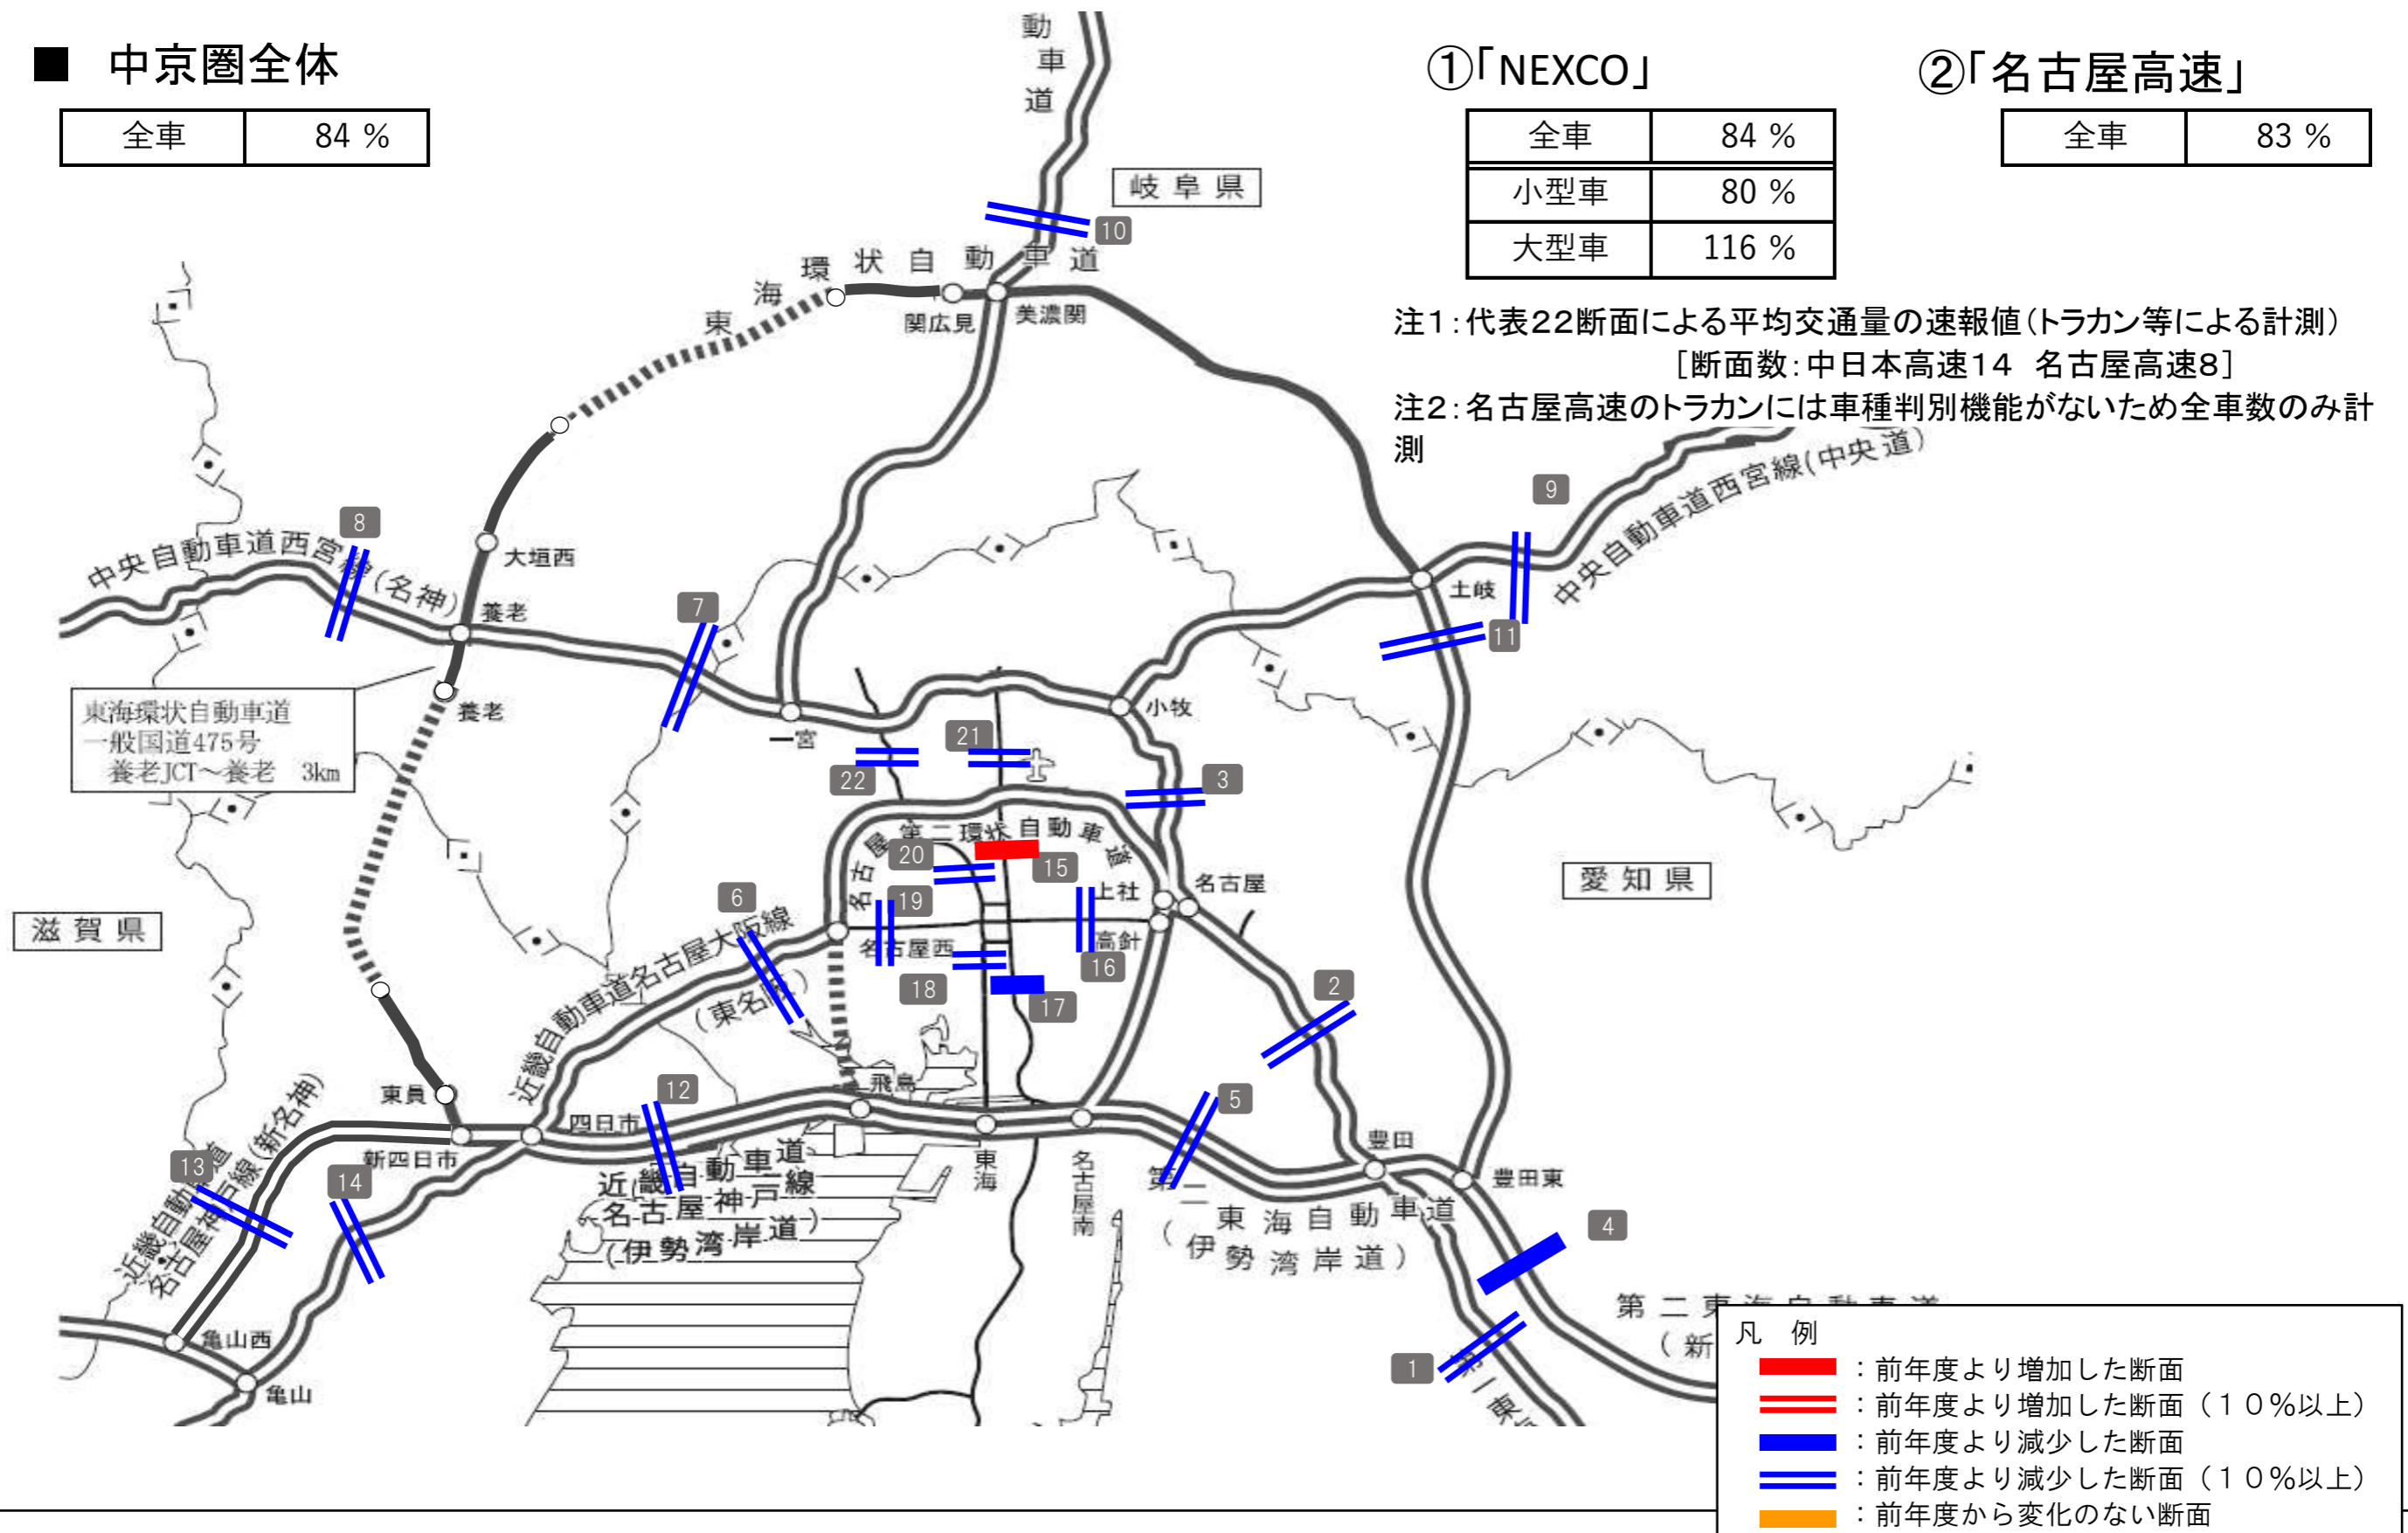 ■ 中京圏全体
全車 84 %
①「NEXCO」
全車 84 %
小型車 80 %
大型車 116 %
②「名古屋高速」
全車 83 %
注1:代表22断面による平均交通量の速報値(トラカン等による計測)
[断面数:中日本高速14 名古屋高速8]
注2:名古屋高速のトラカンには車種判別機能がないため全車数のみ計
測
動車道
岐阜県
10
東海環状自動車道
関広見
美濃関
9
中央自動車道西宮線(中央道)
8
中央自動車道西宮線(名神)
大垣西
養老
7
土岐
11
養老
東海環状自動車道
一般国道475号
養老JCT～養老 3km
一宮
小牧
21
22
3
名古屋第二環状自動車道
20
15
上社
名古屋
愛知県
19
6
滋賀県
近畿自動車道名古屋大阪線
(東名阪)
名古屋西
高針
16
18
17
2
飛島
東員
12
5
四日市
豊田
新四日市
13
14
近畿自動車道
名古屋神戸線(新名神)
近畿自動車道
名古屋神戸線
(伊勢湾岸道)
東海
名古屋南
豊田東
第二東海自動車道
(伊勢湾岸道)
4
亀山西
亀山
1
第一東
第二東海自動車道
(新
凡 例
:前年度より増加した断面
:前年度より増加した断面(10%以上)
:前年度より減少した断面
:前年度より減少した断面(10%以上)
:前年度から変化のない断面